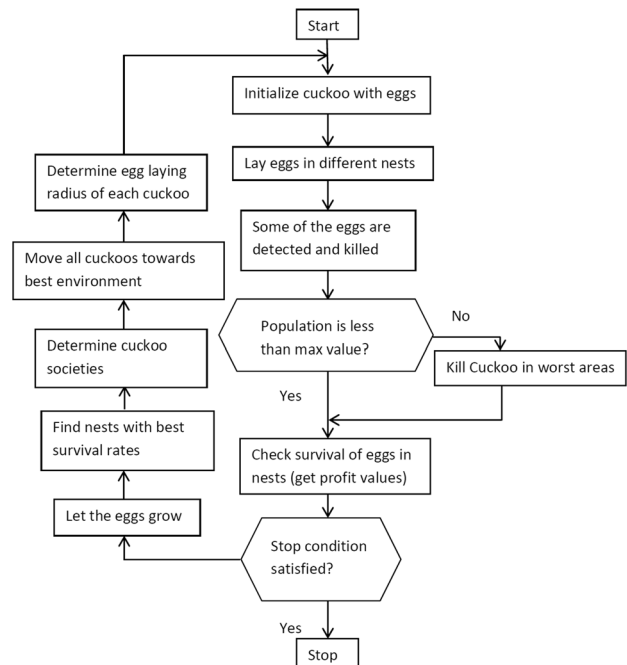 Start
Initialize cuckoo with eggs
Lay eggs in different nests
Some of the eggs are
detected and killed
Population is less
than max value?
No
Kill Cuckoo in worst areas
Yes
Check survival of eggs in
nests (get profit values)
Stop condition
satisfied?
Yes
Stop
Let the eggs grow
Find nests with best
survival rates
Determine cuckoo
societies
Move all cuckoos towards
best environment
Determine egg laying
radius of each cuckoo